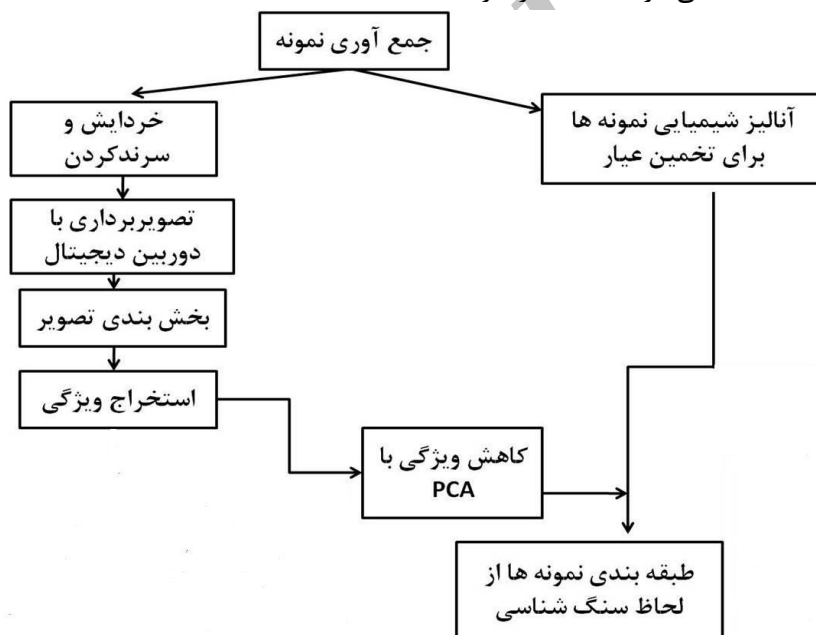 جمع آوری نمونه
خردایش و
سرندکردن
آنالیز شیمیایی نمونه ها
برای تخمین عیار
تصویربرداری با
دوربین دیجیتال
بخش بندی تصویر
استخراج ویژگی
کاهش ویژگی با
PCA
طبقه بندی نمونه ها از
لحاظ سنگ شناسی